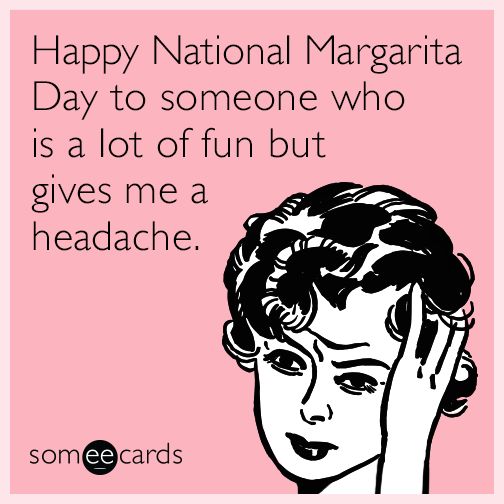 Happy National Margarita
Day to someone who
is a lot of fun but
gives me a
headache.
someecards